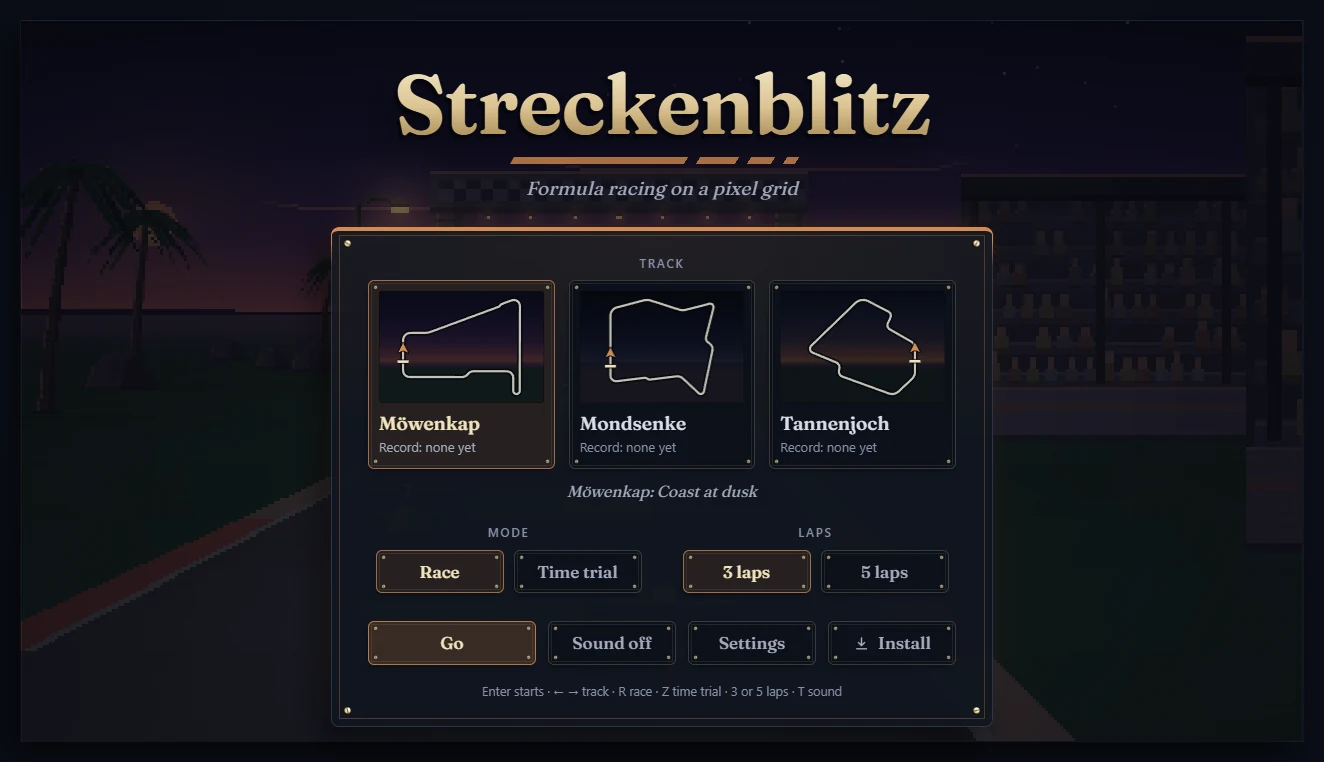 Streckenblitz
Formula racing on a pixel grid
TRACK
Möwenkap
Record: none yet
Mondsenke
Record: none yet
Tannenjoch
Record: none yet
Möwenkap: Coast at dusk
MODE
LAPS
Race
Time trial
3 laps
5 laps
Go
Sound off
Settings
Install
Enter starts · ← → track · R race · Z time trial · 3 or 5 laps · T sound